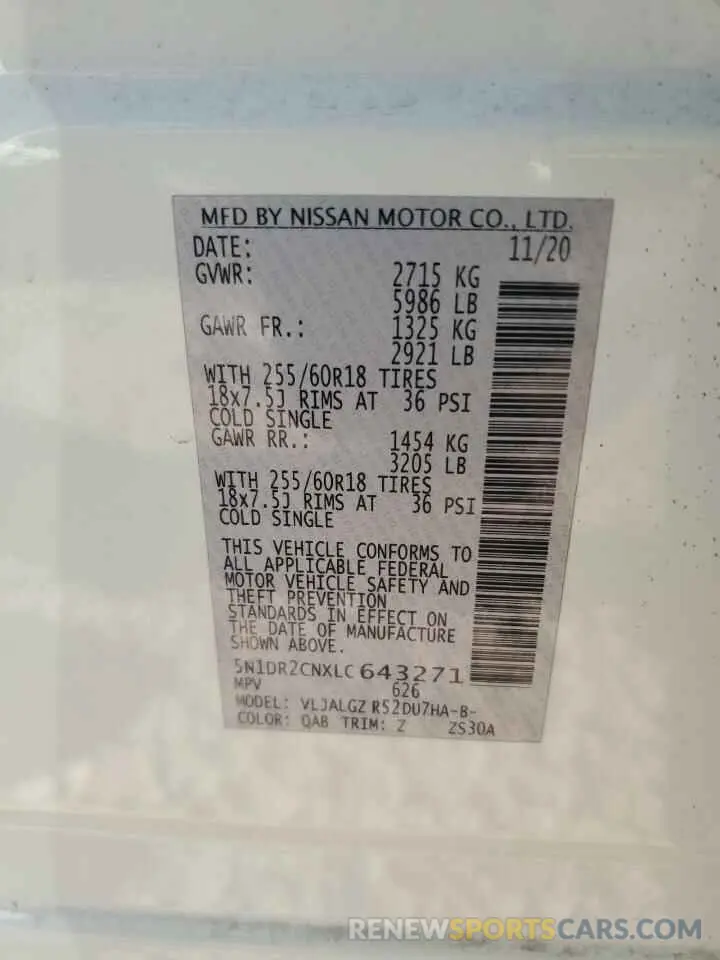 MFD BY NISSAN MOTOR CO., LTD.
DATE: 11/20
GVWR: 2715 KG
5986 LB
GAWR FR.: 1325 KG
2921 LB
WITH 255/60R18 TIRES
18x7.5J RIMS AT 36 PSI
COLD SINGLE
GAWR RR.: 1454 KG
3205 LB
WITH 255/60R18 TIRES
18x7.5J RIMS AT 36 PSI
COLD SINGLE
THIS VEHICLE CONFORMS TO
ALL APPLICABLE FEDERAL
MOTOR VEHICLE SAFETY AND
THEFT PREVENTION
STANDARDS IN EFFECT ON
THE DATE OF MANUFACTURE
SHOWN ABOVE.
5N1DR2CNXLC643271
MPV 626
MODEL: VLJALGZ R52DU7HA-B-
COLOR: QAB TRIM: Z ZS30A
RENEWSPORTSCARS.COM